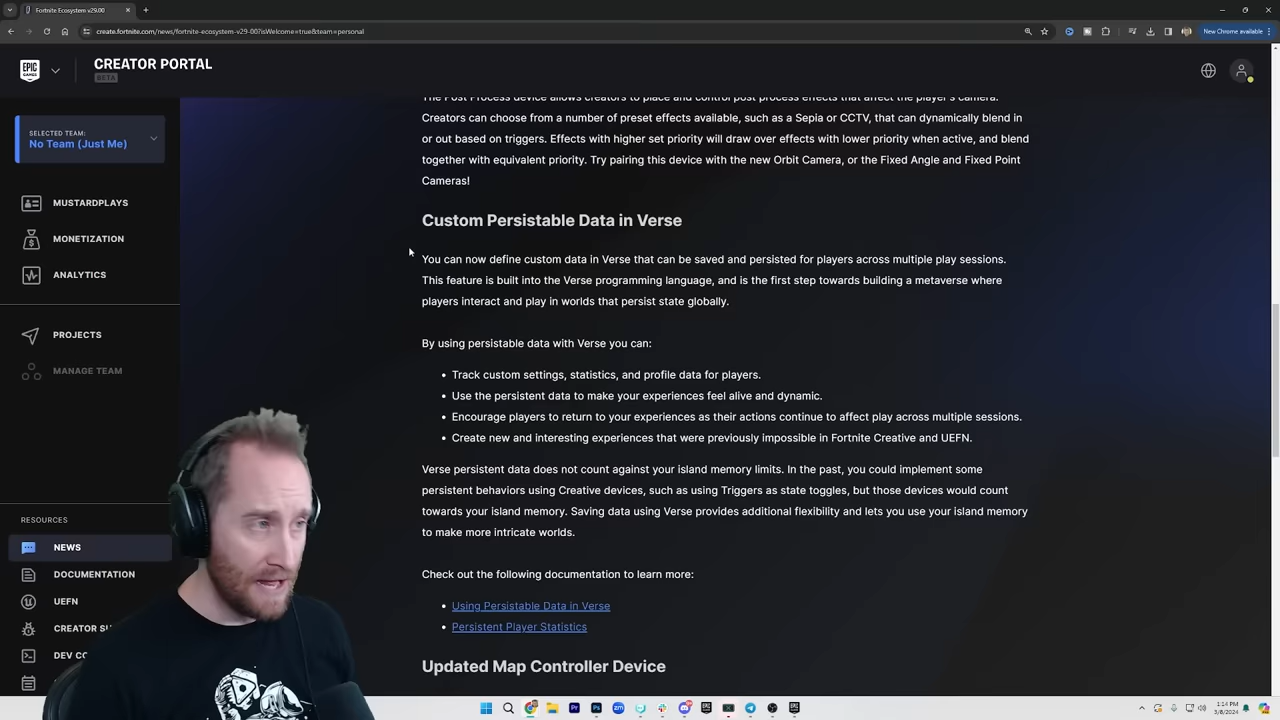 Fortnite Ecosystem v29.00
create.fortnite.com/news/fortnite-ecosystem-v29-00?isWelcome=true&team=personal
New Chrome available
EPIC GAMES
CREATOR PORTAL
BETA
SELECTED TEAM:
No Team (Just Me)
MUSTARDPLAYS
MONETIZATION
ANALYTICS
PROJECTS
MANAGE TEAM
RESOURCES
NEWS
DOCUMENTATION
UEFN
CREATOR SU
DEV CO
The Post Process device allows creators to place and control post process effects that affect the player's camera.
Creators can choose from a number of preset effects available, such as a Sepia or CCTV, that can dynamically blend in
or out based on triggers. Effects with higher set priority will draw over effects with lower priority when active, and blend
together with equivalent priority. Try pairing this device with the new Orbit Camera, or the Fixed Angle and Fixed Point
Cameras!
Custom Persistable Data in Verse
You can now define custom data in Verse that can be saved and persisted for players across multiple play sessions.
This feature is built into the Verse programming language, and is the first step towards building a metaverse where
players interact and play in worlds that persist state globally.
By using persistable data with Verse you can:
• Track custom settings, statistics, and profile data for players.
• Use the persistent data to make your experiences feel alive and dynamic.
• Encourage players to return to your experiences as their actions continue to affect play across multiple sessions.
• Create new and interesting experiences that were previously impossible in Fortnite Creative and UEFN.
Verse persistent data does not count against your island memory limits. In the past, you could implement some
persistent behaviors using Creative devices, such as using Triggers as state toggles, but those devices would count
towards your island memory. Saving data using Verse provides additional flexibility and lets you use your island memory
to make more intricate worlds.
Check out the following documentation to learn more:
• Using Persistable Data in Verse
• Persistent Player Statistics
Updated Map Controller Device
1:14 PM
3/8/2024